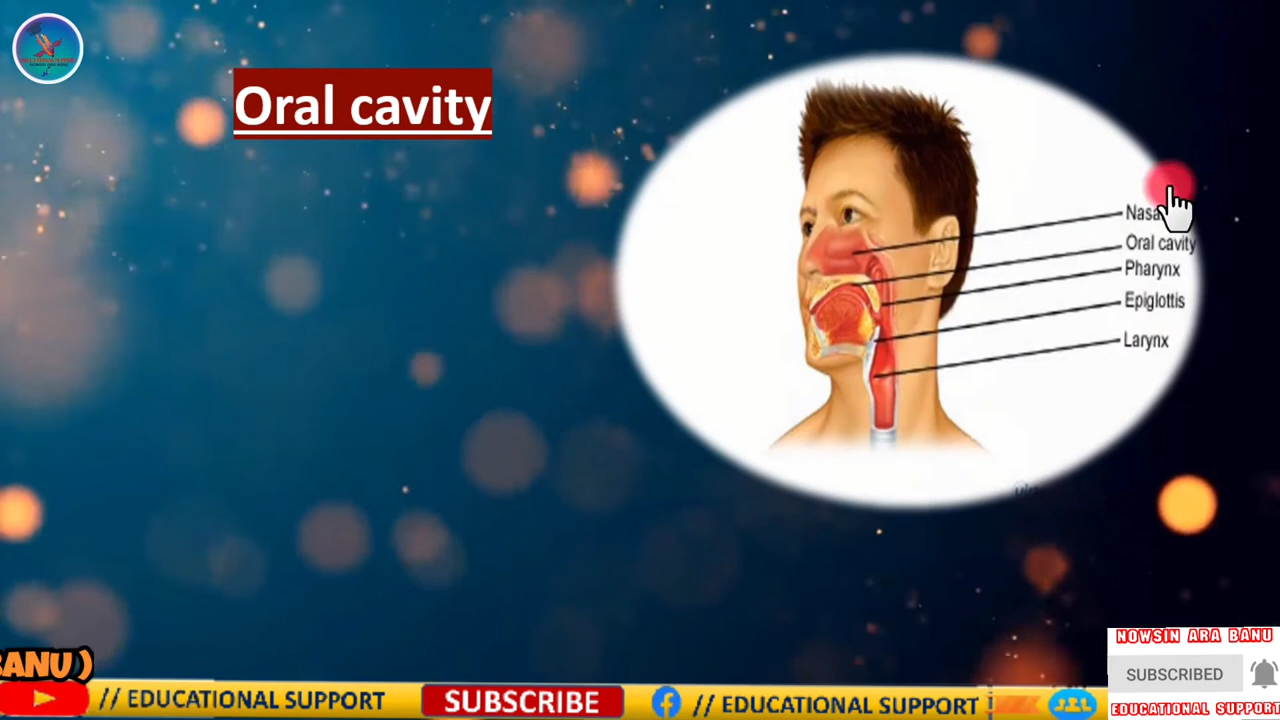 Oral cavity
Nasa
Oral cavity
Pharynx
Epiglottis
Larynx
BANU )
// EDUCATIONAL SUPPORT
SUBSCRIBE
// EDUCATIONAL SUPPORT
NOWSIN ARA BANU
SUBSCRIBED
EDUCATIONAL SUPPORT